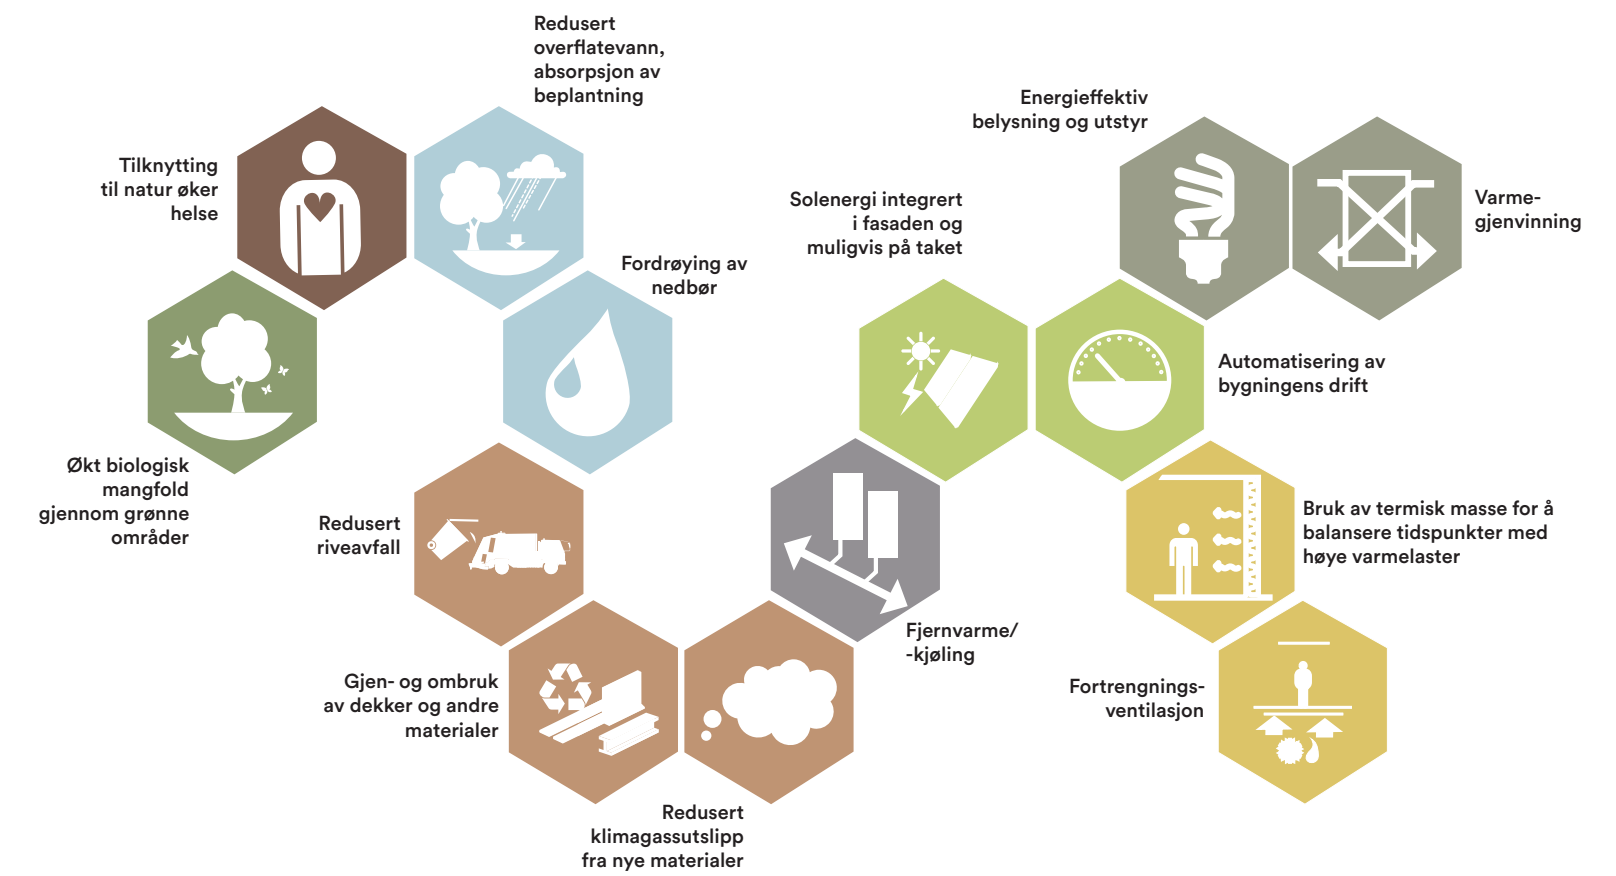 Redusert
overflatevann,
absorpsjon av
beplantning
Tilknytting
til natur øker
helse
Fordrøying av
nedbør
Økt biologisk
mangfold
gjennom grønne
områder
Redusert
riveavfall
Gjen- og ombruk
av dekker og andre
materialer
Redusert
klimagassutslipp
fra nye materialer
Fjernvarme/
-kjøling
Solenergi integrert
i fasaden og
muligvis på taket
Energieffektiv
belysning og utstyr
Varme-
gjenvinning
Automatisering av
bygningens drift
Bruk av termisk masse for å
balansere tidspunkter med
høye varmelaster
Fortrengnings-
ventilasjon